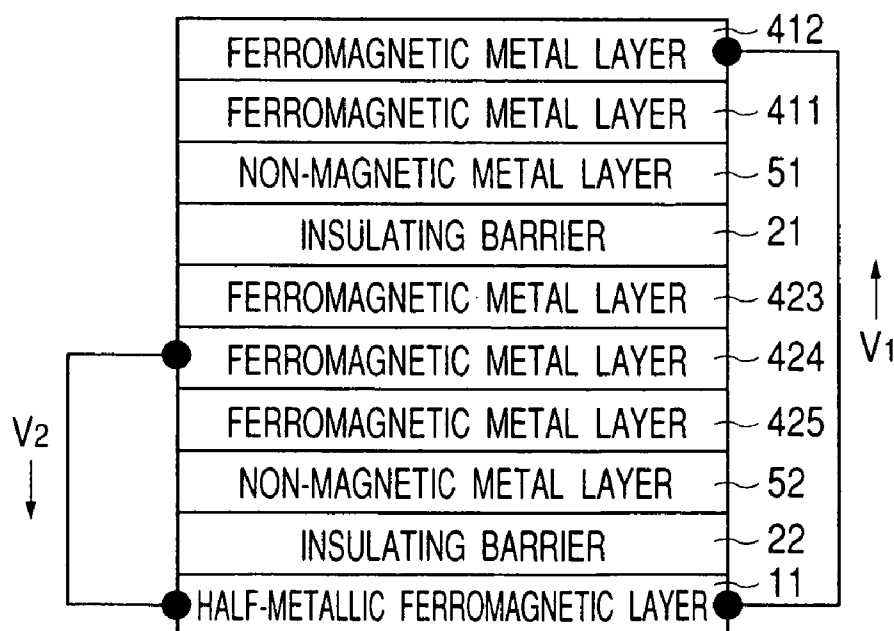 FERROMAGNETIC METAL LAYER 412
FERROMAGNETIC METAL LAYER 411
NON-MAGNETIC METAL LAYER 51
INSULATING BARRIER 21
FERROMAGNETIC METAL LAYER 423
FERROMAGNETIC METAL LAYER 424
V1
FERROMAGNETIC METAL LAYER 425
V2
NON-MAGNETIC METAL LAYER 52
INSULATING BARRIER 22
HALF-METALLIC FERROMAGNETIC LAYER 11